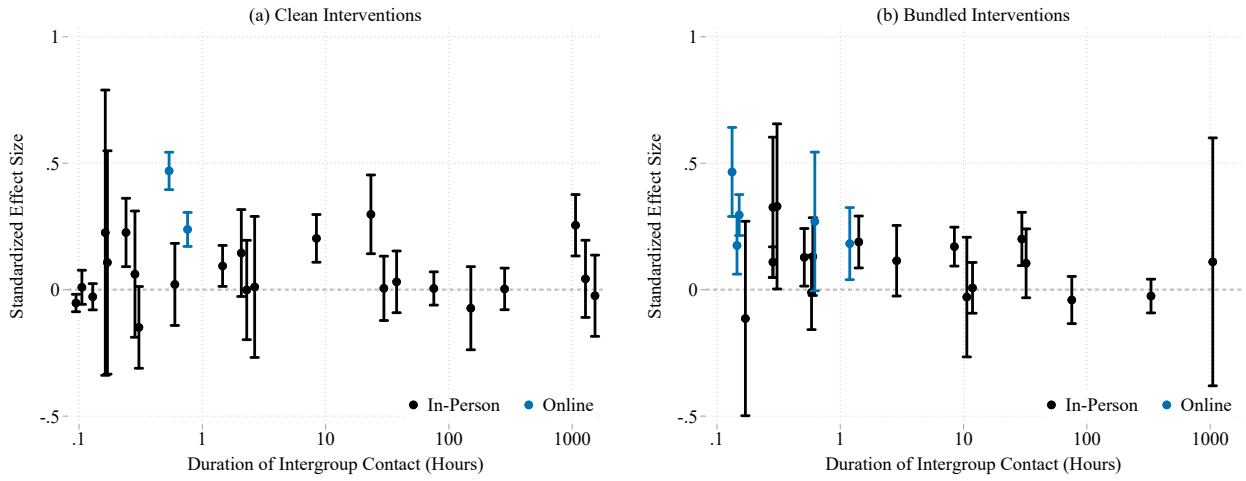 (a) Clean Interventions
Standardized Effect Size
1
.5
0
-.5
In-Person
Online
.1
1
10
100
1000
Duration of Intergroup Contact (Hours)
(b) Bundled Interventions
Standardized Effect Size
1
.5
0
-.5
In-Person
Online
.1
1
10
100
1000
Duration of Intergroup Contact (Hours)